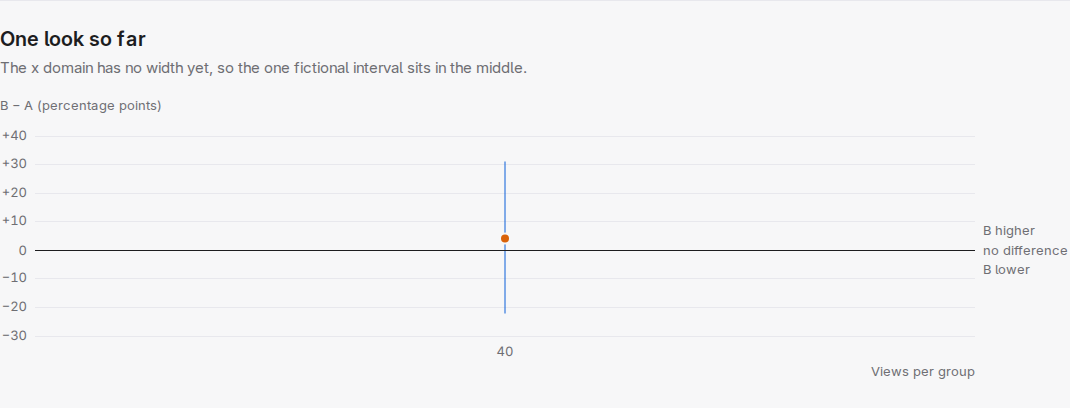 One look so far
The x domain has no width yet, so the one fictional interval sits in the middle.
B − A (percentage points)
+40
+30
+20
+10
B higher
0
no difference
B lower
−10
−20
−30
40
Views per group